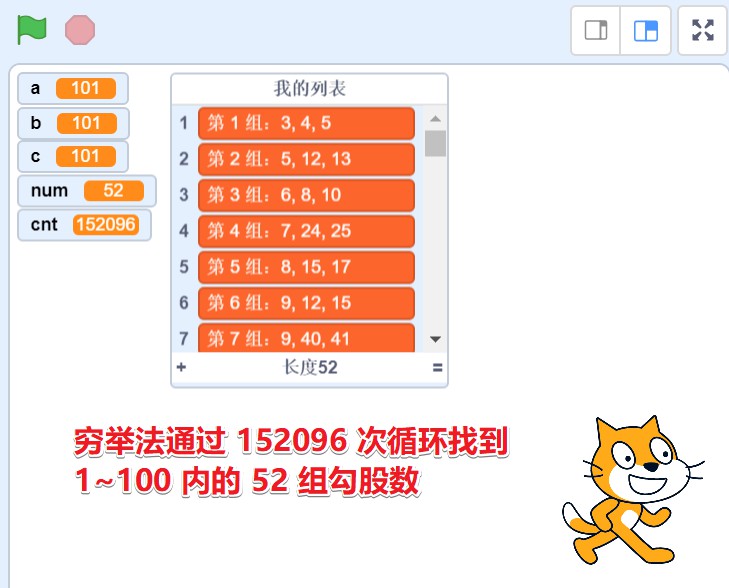 a 101
b 101
c 101
num 52
cnt 152096
我的列表
1 第 1 组：3, 4, 5
2 第 2 组：5, 12, 13
3 第 3 组：6, 8, 10
4 第 4 组：7, 24, 25
5 第 5 组：8, 15, 17
6 第 6 组：9, 12, 15
7 第 7 组：9, 40, 41
+ 长度52 =
穷举法通过 152096 次循环找到
1~100 内的 52 组勾股数